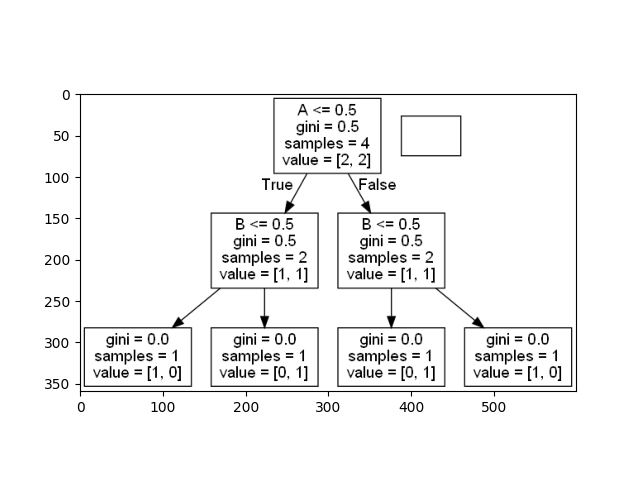 0
50
100
150
200
250
300
350
A <= 0.5
gini = 0.5
samples = 4
value = [2, 2]
True
False
B <= 0.5
gini = 0.5
samples = 2
value = [1, 1]
B <= 0.5
gini = 0.5
samples = 2
value = [1, 1]
gini = 0.0
samples = 1
value = [1, 0]
gini = 0.0
samples = 1
value = [0, 1]
gini = 0.0
samples = 1
value = [0, 1]
gini = 0.0
samples = 1
value = [1, 0]
0 100 200 300 400 500